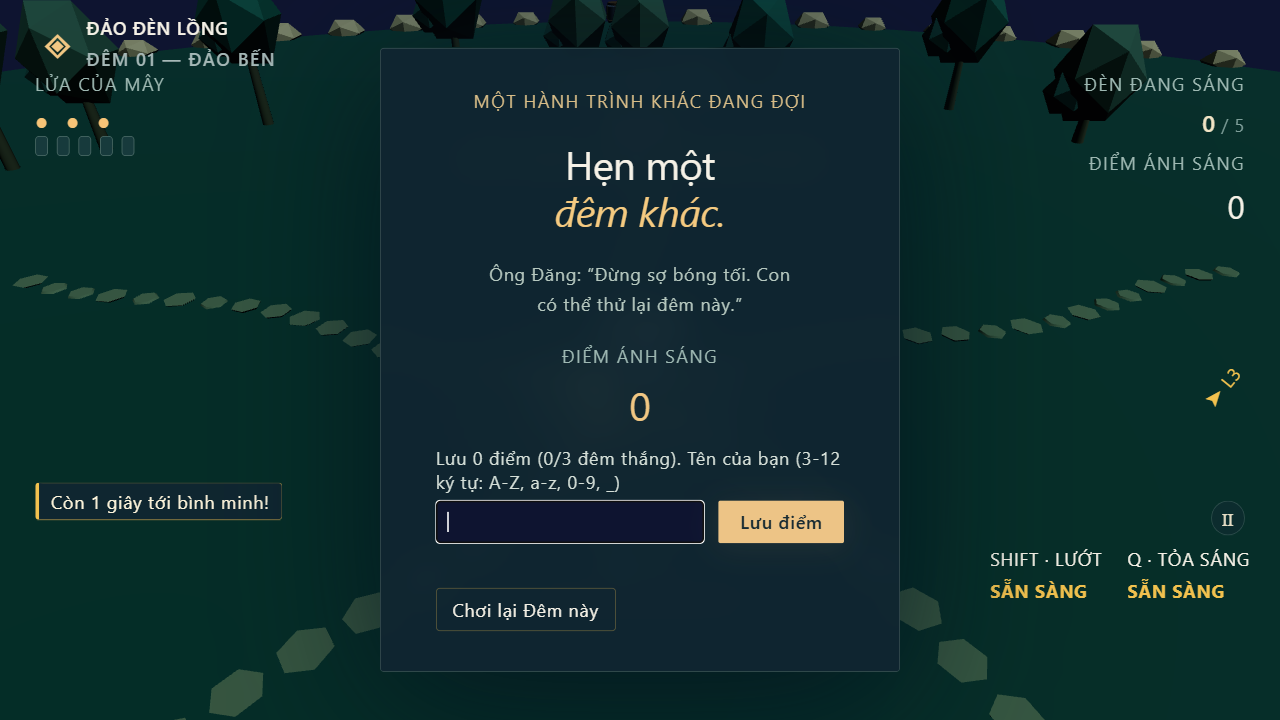 ĐẢO ĐÈN LỒNG
ĐÊM 01 — ĐẢO BẾN
LỬA CỦA MÂY
ĐÈN ĐANG SÁNG
0 / 5
ĐIỂM ÁNH SÁNG
0
MỘT HÀNH TRÌNH KHÁC ĐANG ĐỢI
Hẹn một
đêm khác.
Ông Đăng: “Đừng sợ bóng tối. Con
có thể thử lại đêm này.”
ĐIỂM ÁNH SÁNG
0
Lưu 0 điểm (0/3 đêm thắng). Tên của bạn (3-12
ký tự: A-Z, a-z, 0-9, _)
Lưu điểm
Chơi lại Đêm này
Còn 1 giây tới bình minh!
L3
II
SHIFT · LƯỚT
SẴN SÀNG
Q · TỎA SÁNG
SẴN SÀNG